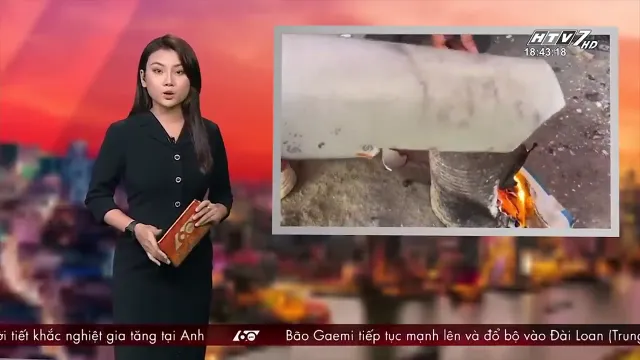 HTV7 HD
18:43:18
ời tiết khắc nghiệt gia tăng tại Anh
60 Bão Gaemi tiếp tục mạnh lên và đổ bộ vào Đài Loan (Trung